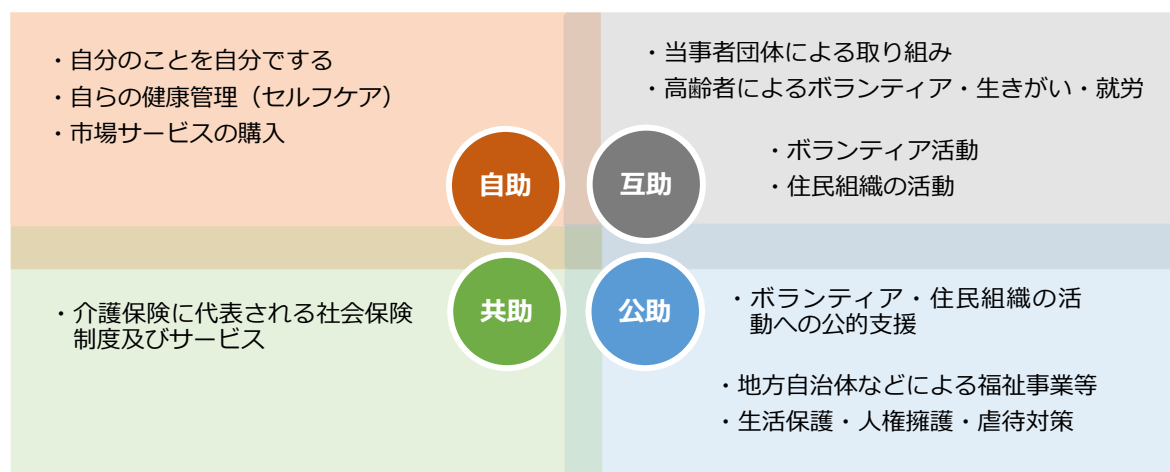 ・自分のことを自分でする
・自らの健康管理（セルフケア）
・市場サービスの購入
自助
・当事者団体による取り組み
・高齢者によるボランティア・生きがい・就労
・ボランティア活動
・住民組織の活動
互助
・介護保険に代表される社会保険
制度及びサービス
共助
公助
・ボランティア・住民組織の活
動への公的支援
・地方自治体などによる福祉事業等
・生活保護・人権擁護・虐待対策